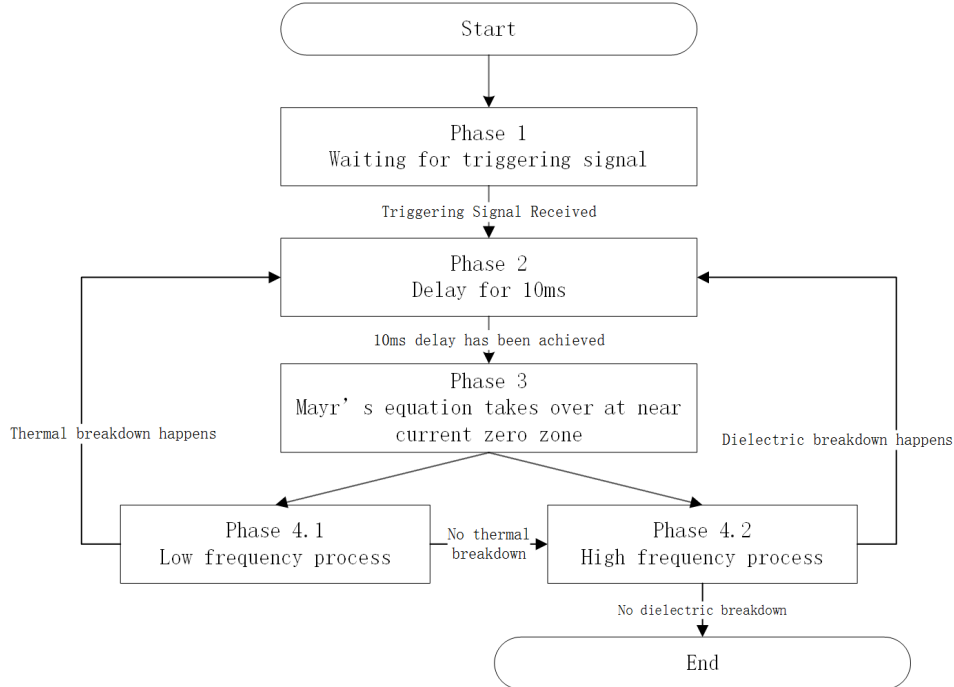 Start
Phase 1
Waiting for triggering signal
Triggering Signal Received
Phase 2
Delay for 10ms
10ms delay has been achieved
Phase 3
Mayr’s equation takes over at near
current zero zone
Thermal breakdown happens
Dielectric breakdown happens
Phase 4.1
Low frequency process
No thermal
breakdown
Phase 4.2
High frequency process
No dielectric breakdown
End